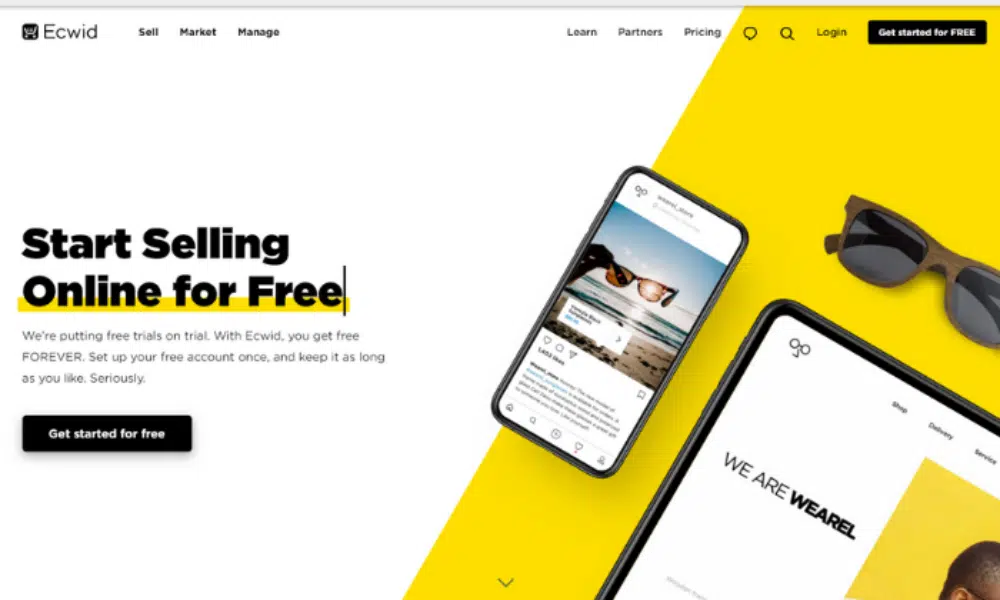 Ecwid
Sell Market Manage
Learn Partners Pricing Login Get started for FREE
Start Selling
Online for Free
We're putting free trials on trial. With Ecwid, you get free
FOREVER. Set up your free account once, and keep it as long
as you like. Seriously.
Get started for free
wearel_store
Shop
Delivery
Service
WE ARE WEAREL